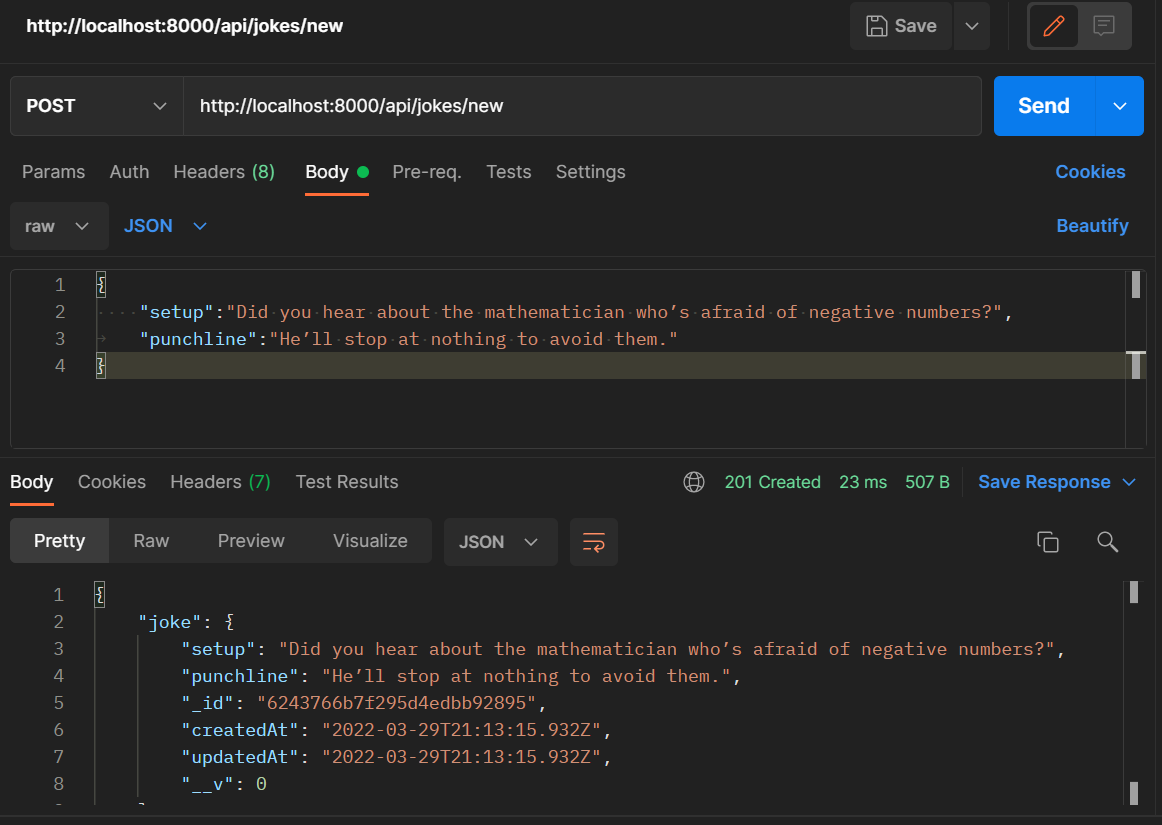 http://localhost:8000/api/jokes/new Save
POST http://localhost:8000/api/jokes/new Send
Params Auth Headers (8) Body Pre-req. Tests Settings Cookies
raw JSON Beautify
1 {
2 "setup":"Did you hear about the mathematician who’s afraid of negative numbers?",
3 "punchline":"He’ll stop at nothing to avoid them."
4 }
Body Cookies Headers (7) Test Results 201 Created 23 ms 507 B Save Response
Pretty Raw Preview Visualize JSON
1 {
2 "joke": {
3 "setup": "Did you hear about the mathematician who’s afraid of negative numbers?",
4 "punchline": "He’ll stop at nothing to avoid them.",
5 "_id": "6243766b7f295d4edbb92895",
6 "createdAt": "2022-03-29T21:13:15.932Z",
7 "updatedAt": "2022-03-29T21:13:15.932Z",
8 "__v": 0